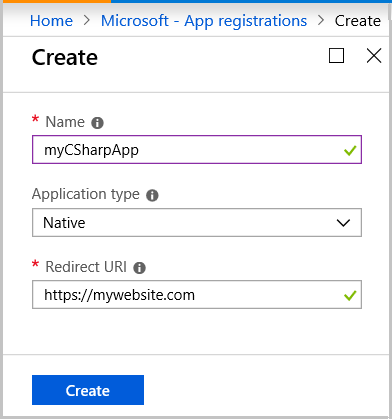 Home > Microsoft - App registrations > Create
Create
* Name
myCSharpApp
Application type
Native
* Redirect URI
https://mywebsite.com
Create